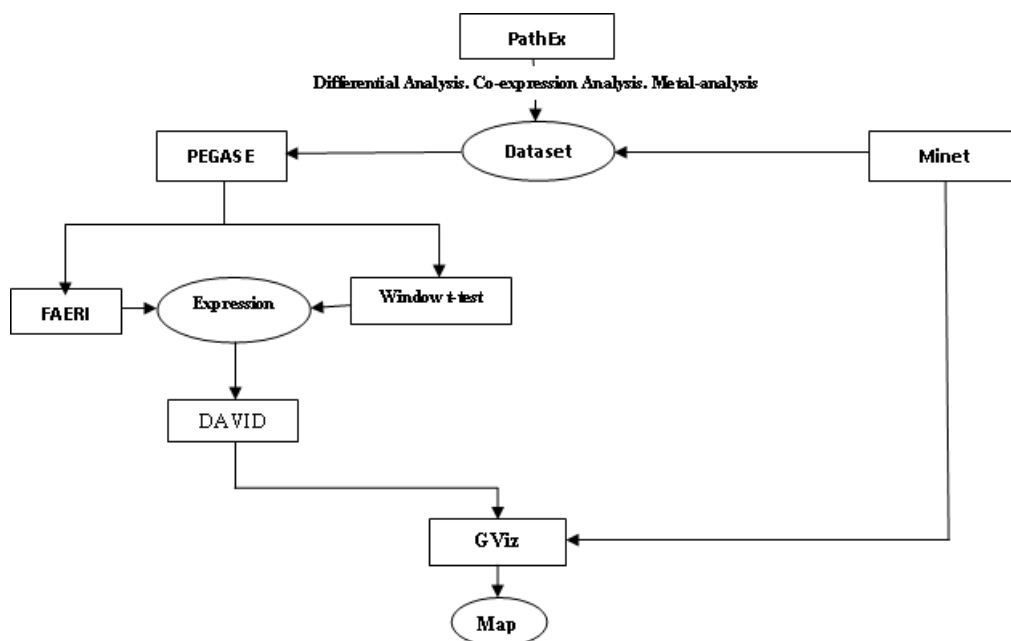 PathEx
Differential Analysis. Co-expression Analysis. Metal-analysis
PEGASE
Dataset
Minet
FAERI
Expression
Window t-test
DAVID
GViz
Map